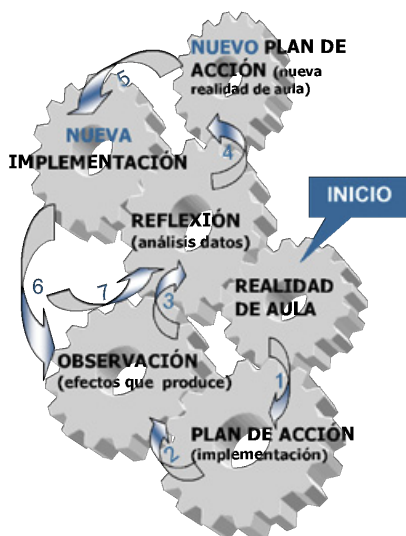 NUEVO PLAN DE
ACCIÓN (nueva
realidad de aula)
5
NUEVA
IMPLEMENTACIÓN
4
INICIO
REFLEXIÓN
(análisis datos)
6
7
3
REALIDAD
DE AULA
OBSERVACIÓN
(efectos que produce)
1
PLAN DE ACCIÓN
(implementación)
2